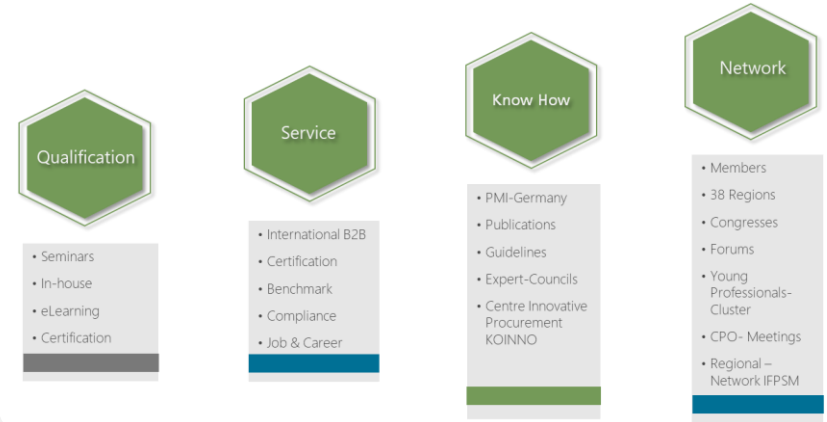 Qualification
• Seminars
• In-house
• eLearning
• Certification
Service
• International B2B
• Certification
• Benchmark
• Compliance
• Job & Career
Know How
• PMI-Germany
• Publications
• Guidelines
• Expert-Councils
• Centre Innovative
Procurement
KOINNO
Network
• Members
• 38 Regions
• Congresses
• Forums
• Young
Professionals-
Cluster
• CPO- Meetings
• Regional –
Network IFPSM